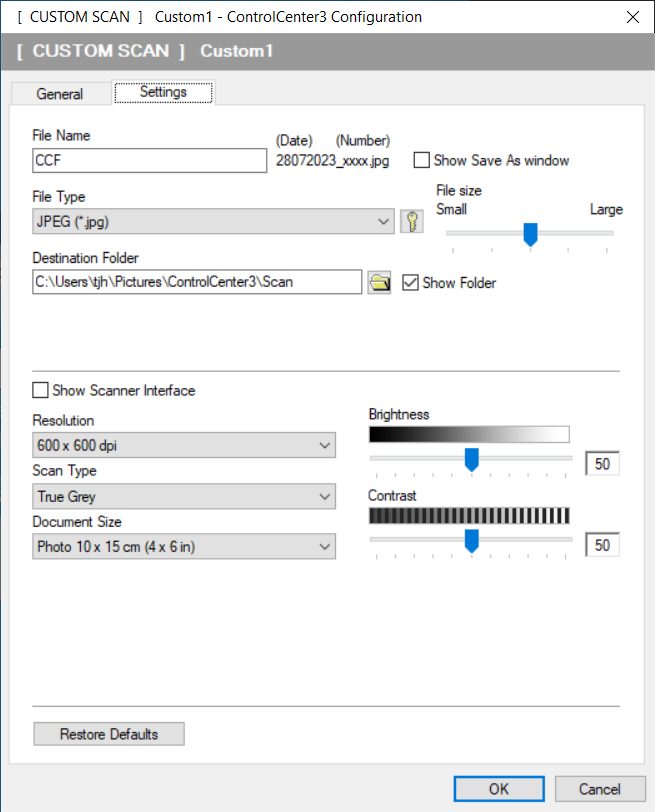 [ CUSTOM SCAN ] Custom1 - ControlCenter3 Configuration
[ CUSTOM SCAN ] Custom1
General
Settings
File Name
(Date) (Number)
CCF
28072023_xxxx.jpg
Show Save As window
File Type
File size
Small
Large
JPEG (*.jpg)
Destination Folder
C:\Users\tjh\Pictures\ControlCenter3\Scan
Show Folder
Show Scanner Interface
Resolution
Brightness
600 x 600 dpi
50
Scan Type
True Grey
Contrast
Document Size
Photo 10 x 15 cm (4 x 6 in)
50
Restore Defaults
OK
Cancel